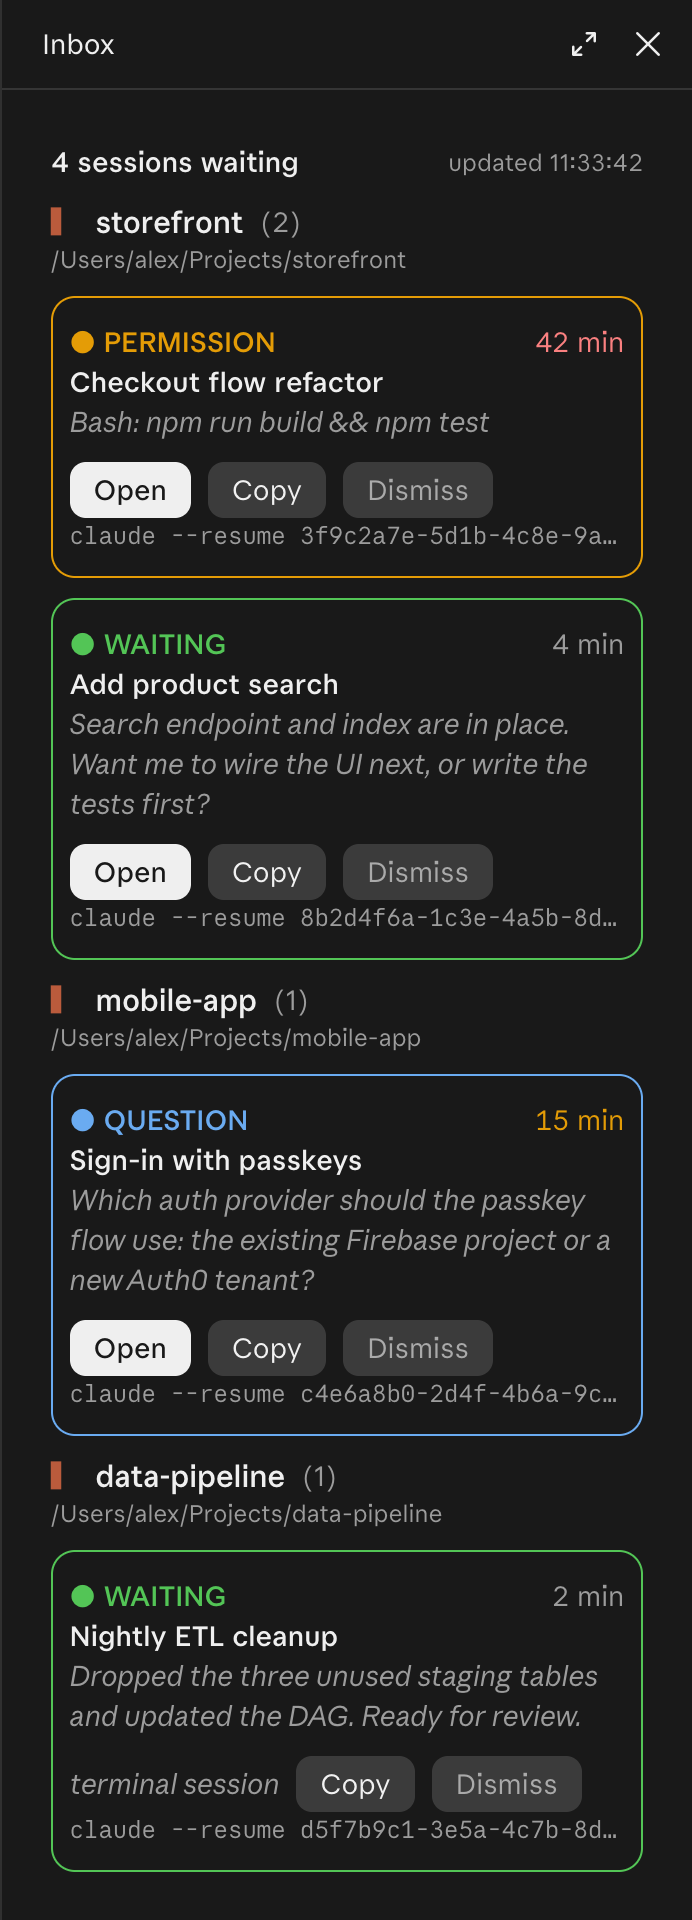 Inbox
4 sessions waiting updated 11:33:42
storefront (2)
/Users/alex/Projects/storefront
PERMISSION 42 min
Checkout flow refactor
Bash: npm run build && npm test
Open Copy Dismiss
claude --resume 3f9c2a7e-5d1b-4c8e-9a…
WAITING 4 min
Add product search
Search endpoint and index are in place.
Want me to wire the UI next, or write the
tests first?
Open Copy Dismiss
claude --resume 8b2d4f6a-1c3e-4a5b-8d…
mobile-app (1)
/Users/alex/Projects/mobile-app
QUESTION 15 min
Sign-in with passkeys
Which auth provider should the passkey
flow use: the existing Firebase project or a
new Auth0 tenant?
Open Copy Dismiss
claude --resume c4e6a8b0-2d4f-4b6a-9c…
data-pipeline (1)
/Users/alex/Projects/data-pipeline
WAITING 2 min
Nightly ETL cleanup
Dropped the three unused staging tables
and updated the DAG. Ready for review.
terminal session Copy Dismiss
claude --resume d5f7b9c1-3e5a-4c7b-8d…